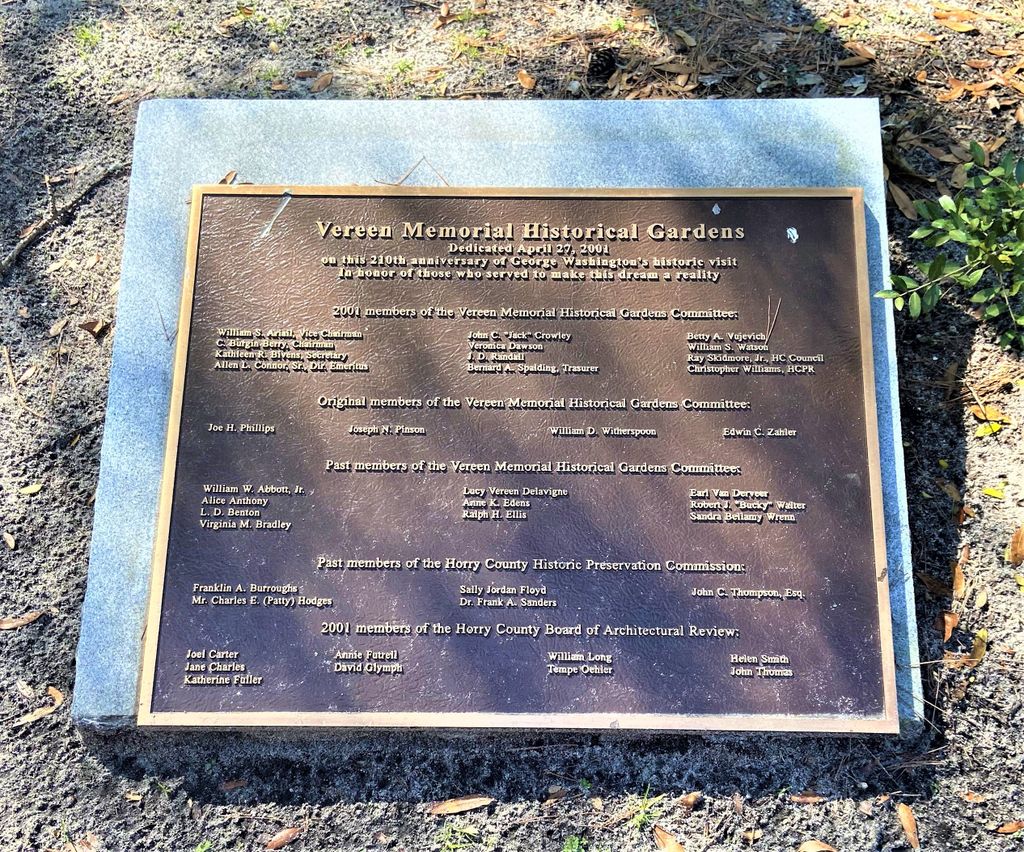 Vereen Memorial Historical Gardens
Dedicated April 27, 2001
on this 210th anniversary of George Washington's historic visit
In honor of those who served to make this dream a reality
2001 members of the Vereen Memorial Historical Gardens Committee:
William S. Ariail, Vice Chairman
C. Burgin Berry, Chairman
Kathleen R. Bivens, Secretary
Allen L. Connor, Sr., Dir. Emeritus
John C. "Jack" Crowley
Veronica Dawson
J. D. Randall
Bernard A. Spalding, Trasurer
Betty A. Vujevich
William S. Watson
Ray Skidmore, Jr., HC Council
Christopher Williams, HCPR
Original members of the Vereen Memorial Historical Gardens Committee:
Joe H. Phillips Joseph N. Pinson William D. Witherspoon Edwin C. Zahler
Past members of the Vereen Memorial Historical Gardens Committee:
William W. Abbott, Jr.
Alice Anthony
L. D. Benton
Virginia M. Bradley
Lucy Vereen Delavigne
Anne K. Edens
Ralph H. Ellis
Earl Van Derveer
Robert J. "Bucky" Walter
Sandra Bellamy Wrenn
Past members of the Horry County Historic Preservation Commission:
Franklin A. Burroughs
Mr. Charles E. (Patty) Hodges
Sally Jordan Floyd
Dr. Frank A. Sanders
John C. Thompson, Esq.
2001 members of the Horry County Board of Architectural Review:
Joel Carter
Jane Charles
Katherine Fuller
Annie Futrell
David Glymph
William Long
Tempe Oehler
Helen Smith
John Thomas